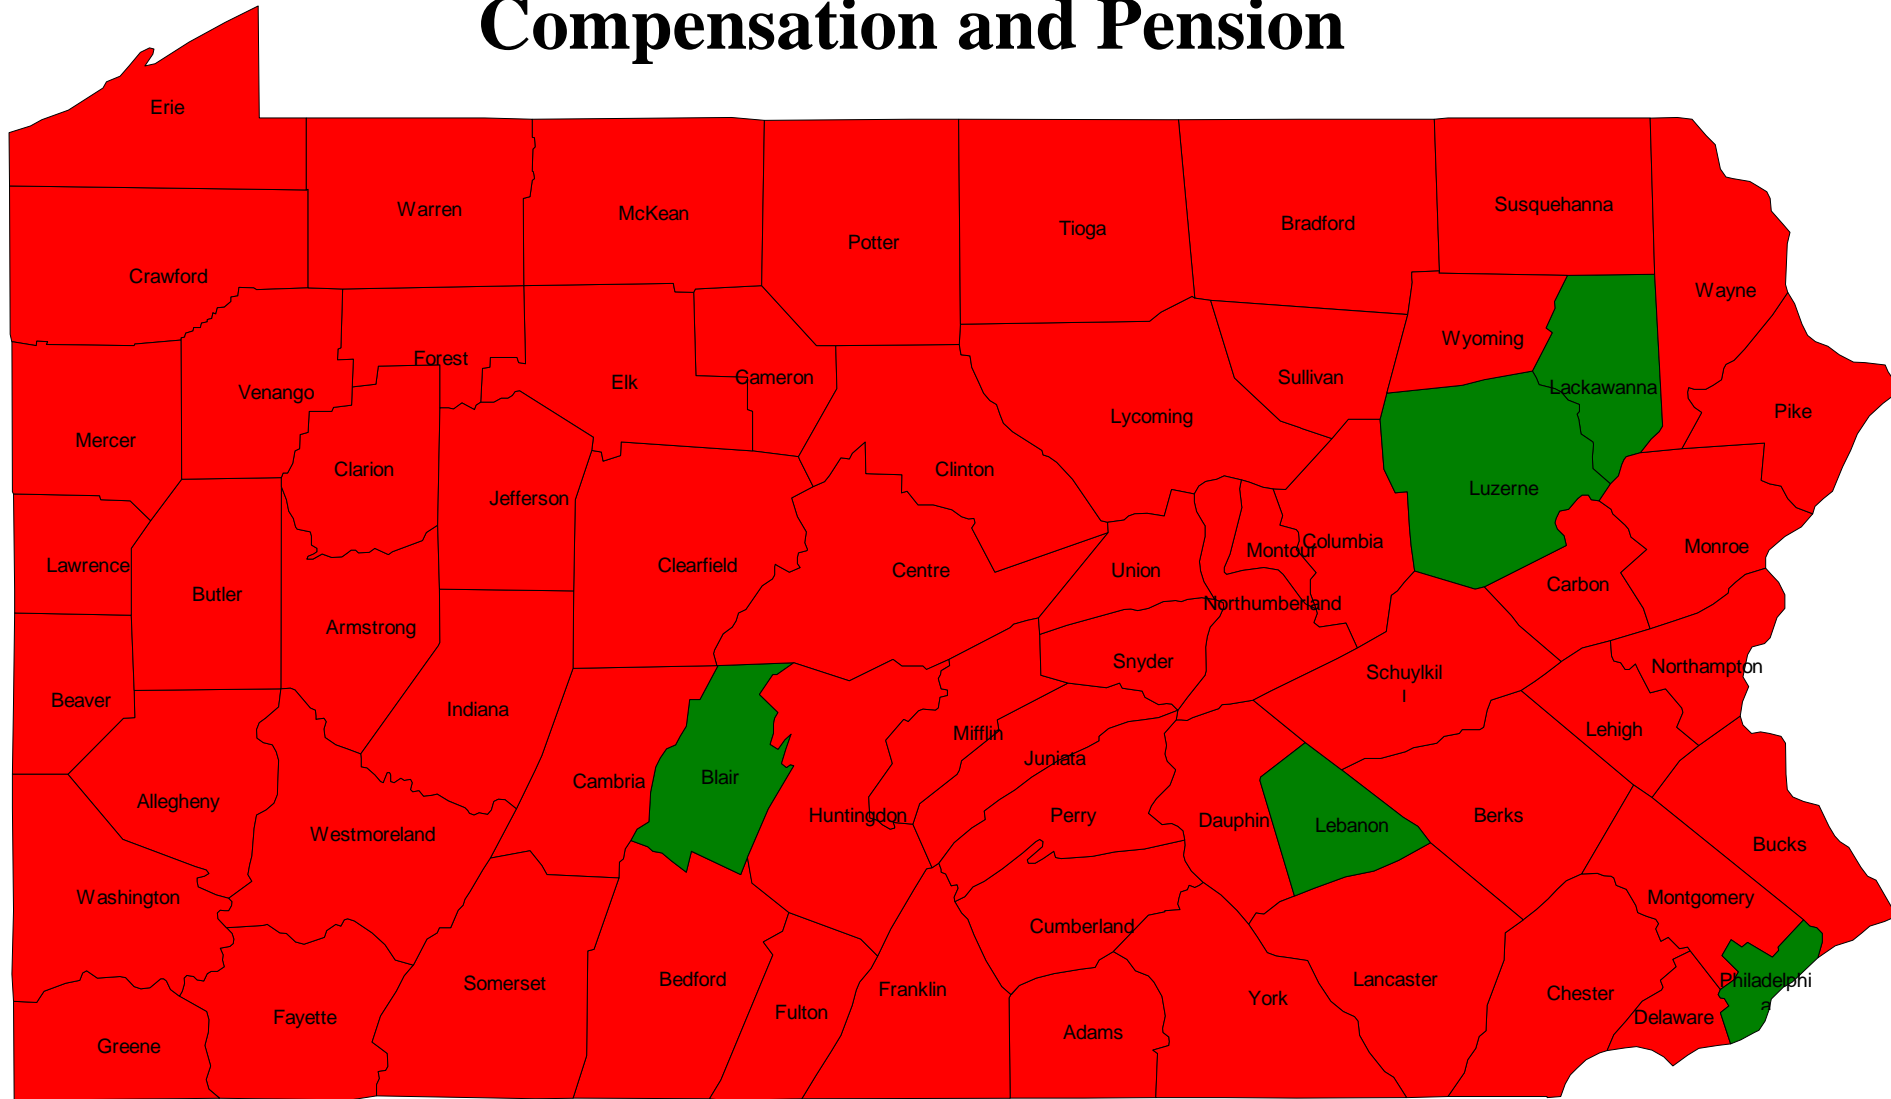 Compensation and Pension
Erie
Warren
McKean
Potter
Tioga
Bradford
Susquehanna
Crawford
Wayne
Forest
Elk
Cameron
Sullivan
Wyoming
Lackawanna
Venango
Mercer
Clarion
Jefferson
Clinton
Lycoming
Luzerne
Pike
Lawrence
Butler
Clearfield
Centre
Union
Montour
Columbia
Monroe
Carbon
Armstrong
Northumberland
Snyder
Schuylkil
l
Northampton
Beaver
Indiana
Mifflin
Lehigh
Juniata
Allegheny
Cambria
Blair
Westmoreland
Huntingdon
Perry
Dauphin
Lebanon
Berks
Bucks
Washington
Cumberland
Montgomery
Somerset
Bedford
Franklin
Lancaster
Philadelphi
a
Fayette
Fulton
York
Chester
Delaware
Greene
Adams